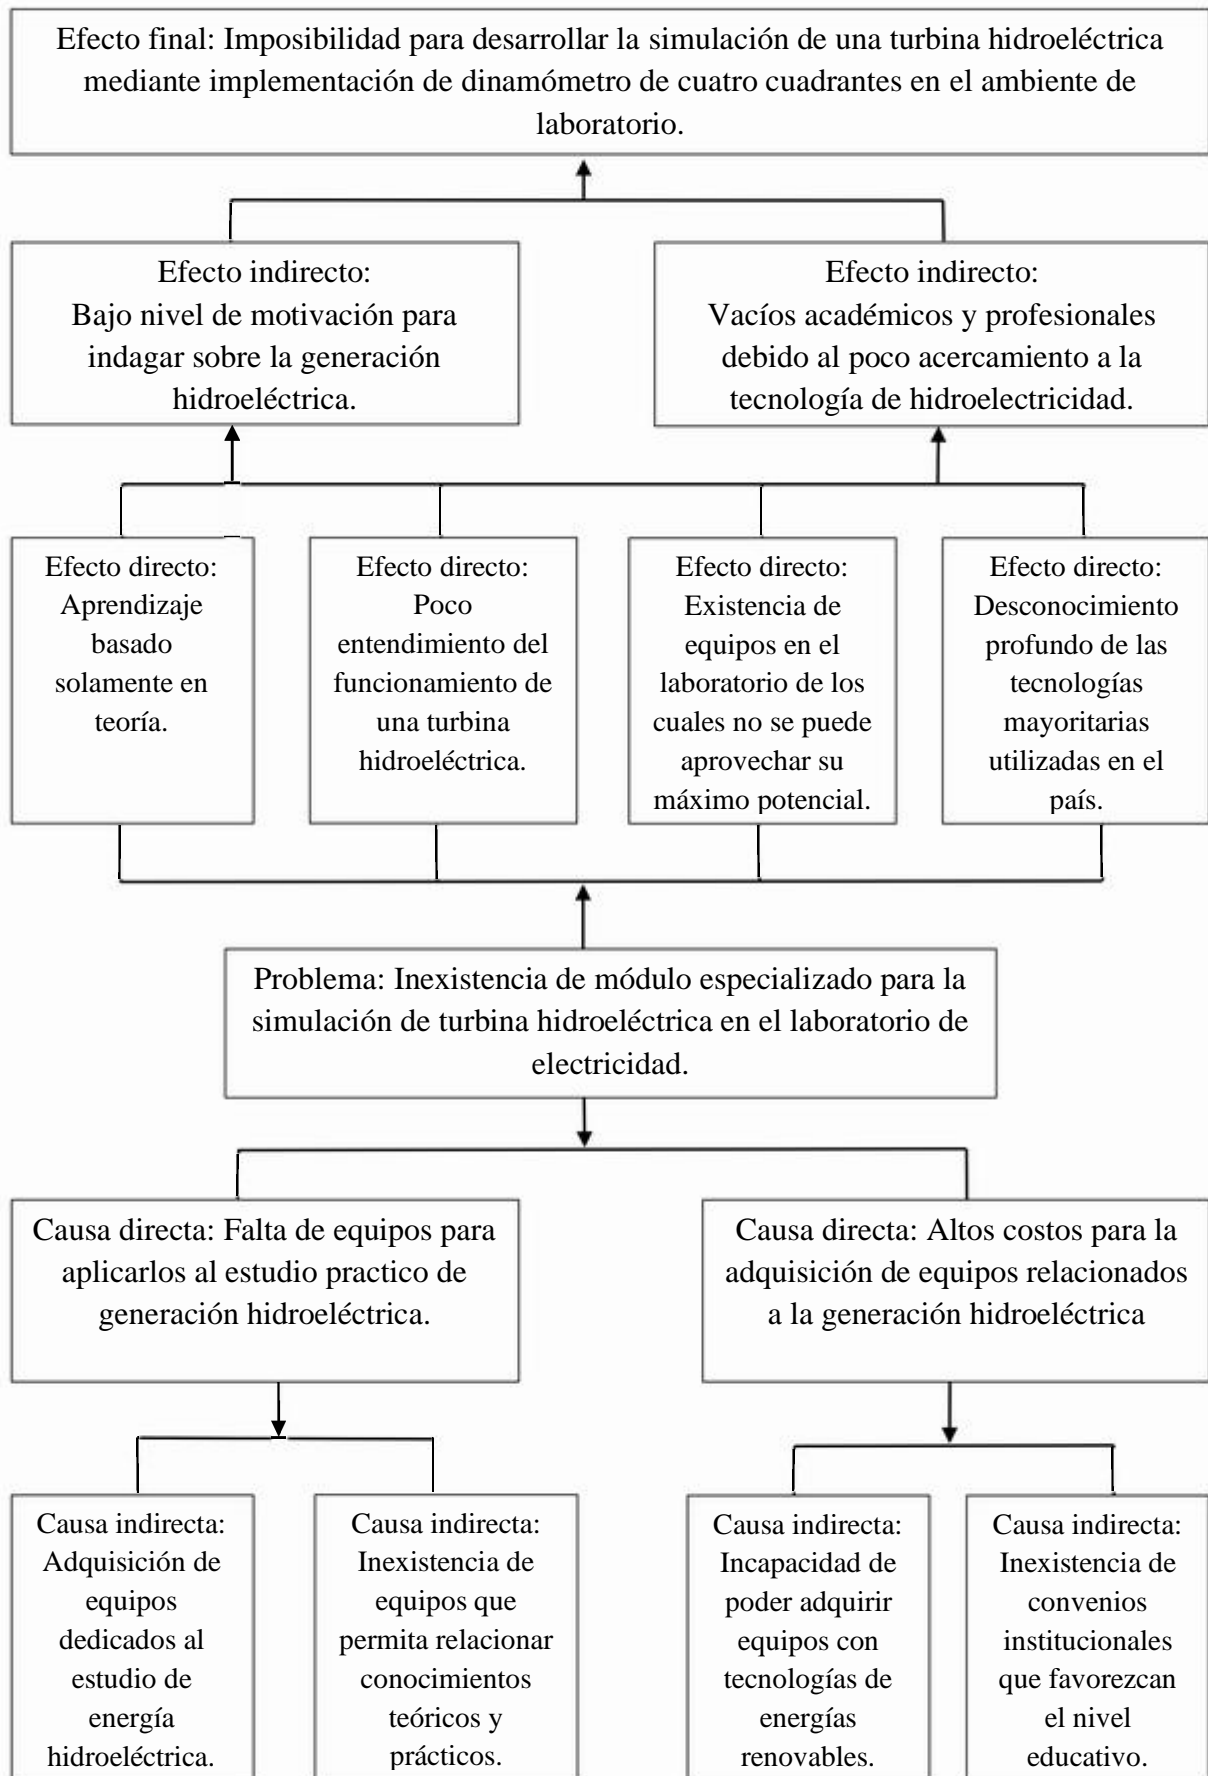 Efecto final: Imposibilidad para desarrollar la simulación de una turbina hidroeléctrica
mediante implementación de dinamómetro de cuatro cuadrantes en el ambiente de
laboratorio.
Efecto indirecto:
Bajo nivel de motivación para
indagar sobre la generación
hidroeléctrica.
Efecto indirecto:
Vacíos académicos y profesionales
debido al poco acercamiento a la
tecnología de hidroelectricidad.
Efecto directo:
Aprendizaje
basado
solamente en
teoría.
Efecto directo:
Poco
entendimiento del
funcionamiento de
una turbina
hidroeléctrica.
Efecto directo:
Existencia de
equipos en el
laboratorio de los
cuales no se puede
aprovechar su
máximo potencial.
Efecto directo:
Desconocimiento
profundo de las
tecnologías
mayoritarias
utilizadas en el
país.
Problema: Inexistencia de módulo especializado para la
simulación de turbina hidroeléctrica en el laboratorio de
electricidad.
Causa directa: Falta de equipos para
aplicarlos al estudio practico de
generación hidroeléctrica.
Causa directa: Altos costos para la
adquisición de equipos relacionados
a la generación hidroeléctrica
Causa indirecta:
Adquisición de
equipos
dedicados al
estudio de
energía
hidroeléctrica.
Causa indirecta:
Inexistencia de
equipos que
permita relacionar
conocimientos
teóricos y
prácticos.
Causa indirecta:
Incapacidad de
poder adquirir
equipos con
tecnologías de
energías
renovables.
Causa indirecta:
Inexistencia de
convenios
institucionales
que favorezcan
el nivel
educativo.